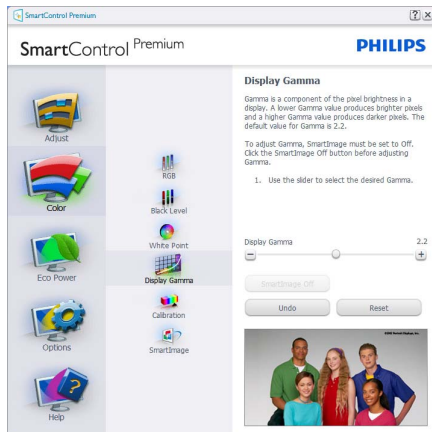 SmartControl Premium
SmartControl Premium
PHILIPS
Adjust
Color
Eco Power
Options
Help
RGB
Black Level
White Point
Display Gamma
Calibration
SmartImage
Display Gamma
Gamma is a component of the pixel brightness in a
display. A lower Gamma value produces brighter pixels
and a higher Gamma value produces darker pixels. The
default value for Gamma is 2.2.
To adjust Gamma, SmartImage must be set to Off.
Click the SmartImage Off button before adjusting
Gamma.
1. Use the slider to select the desired Gamma.
Display Gamma 2.2
SmartImage Off
Undo Reset